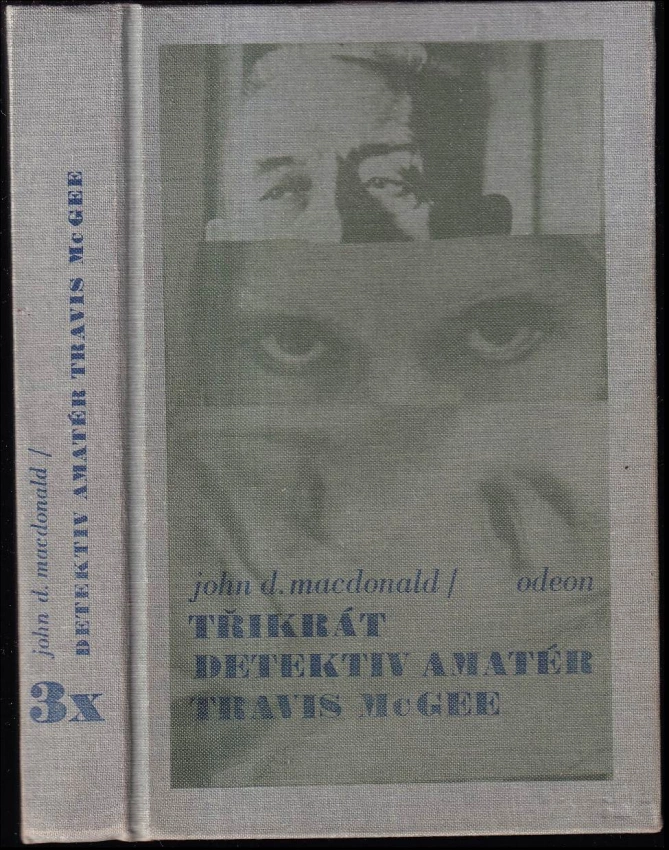 john d. macdonald /
DETEKTIV AMATÉR TRAVIS McGEE
3x
john d. macdonald / odeon
TŘIKRÁT
DETEKTIV AMATÉR
TRAVIS McGEE